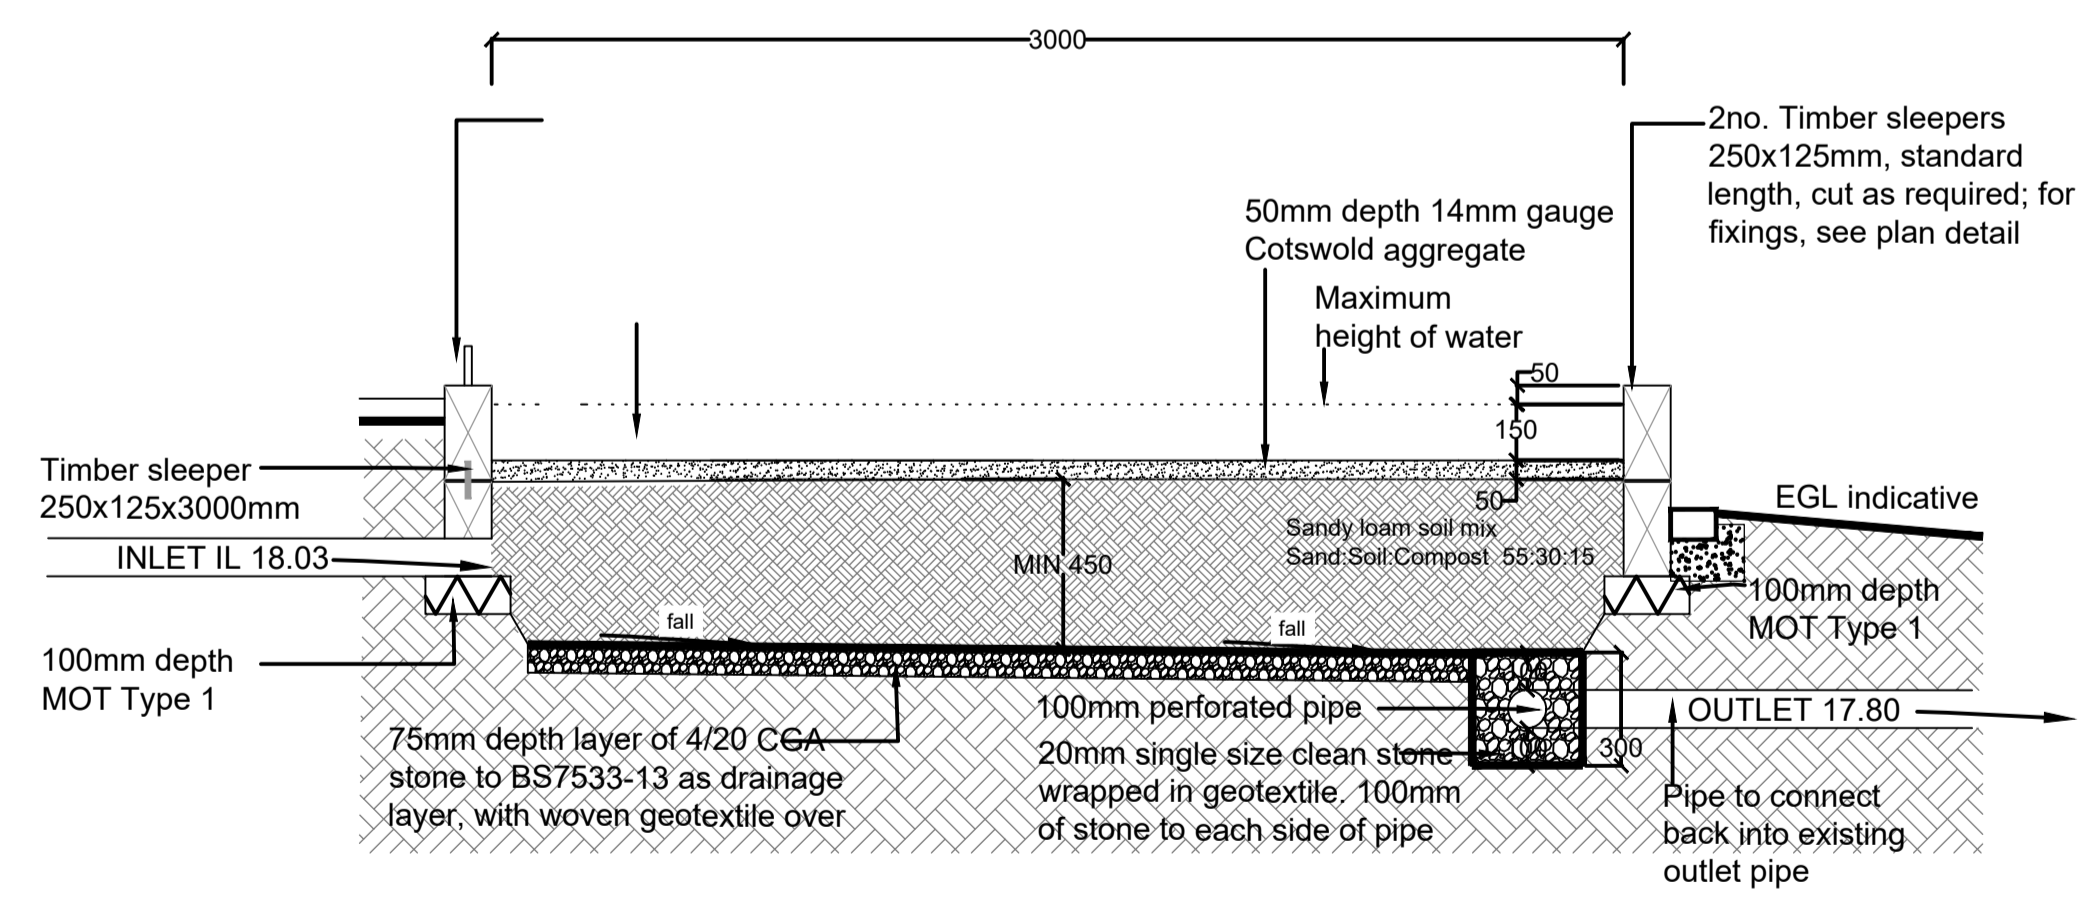 3000
2no. Timber sleepers
250x125mm, standard
length, cut as required; for
fixings, see plan detail
50mm depth 14mm gauge
Cotswold aggregate
Maximum
height of water
50
150
50
Timber sleeper
250x125x3000mm
EGL indicative
Sandy loam soil mix
Sand:Soil:Compost 55:30:15
INLET IL 18.03
MIN 450
100mm depth
MOT Type 1
fall
fall
100mm depth
MOT Type 1
100mm perforated pipe
OUTLET 17.80
75mm depth layer of 4/20 CGA
stone to BS7533-13 as drainage
layer, with woven geotextile over
20mm single size clean stone
wrapped in geotextile. 100mm
of stone to each side of pipe
100
300
Pipe to connect
back into existing
outlet pipe